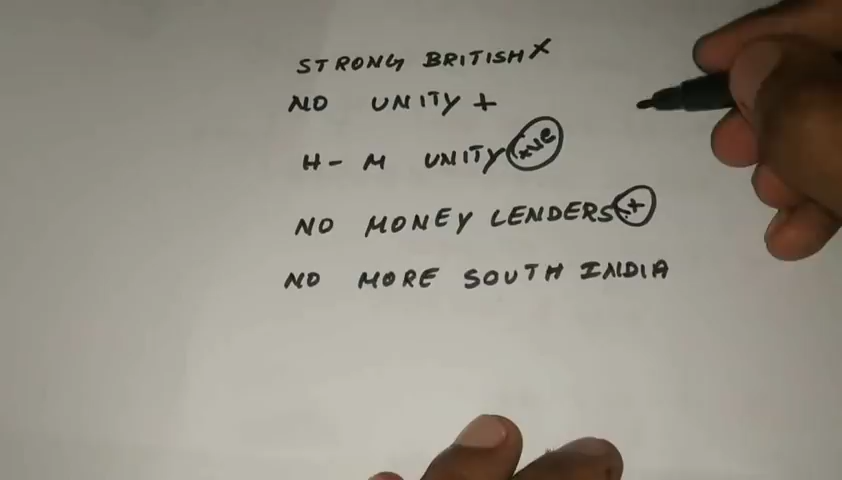 STRONG BRITISH X
NO UNITY +
H- M UNITY +ve
NO MONEY LENDERS +
NO MORE SOUTH INDIA